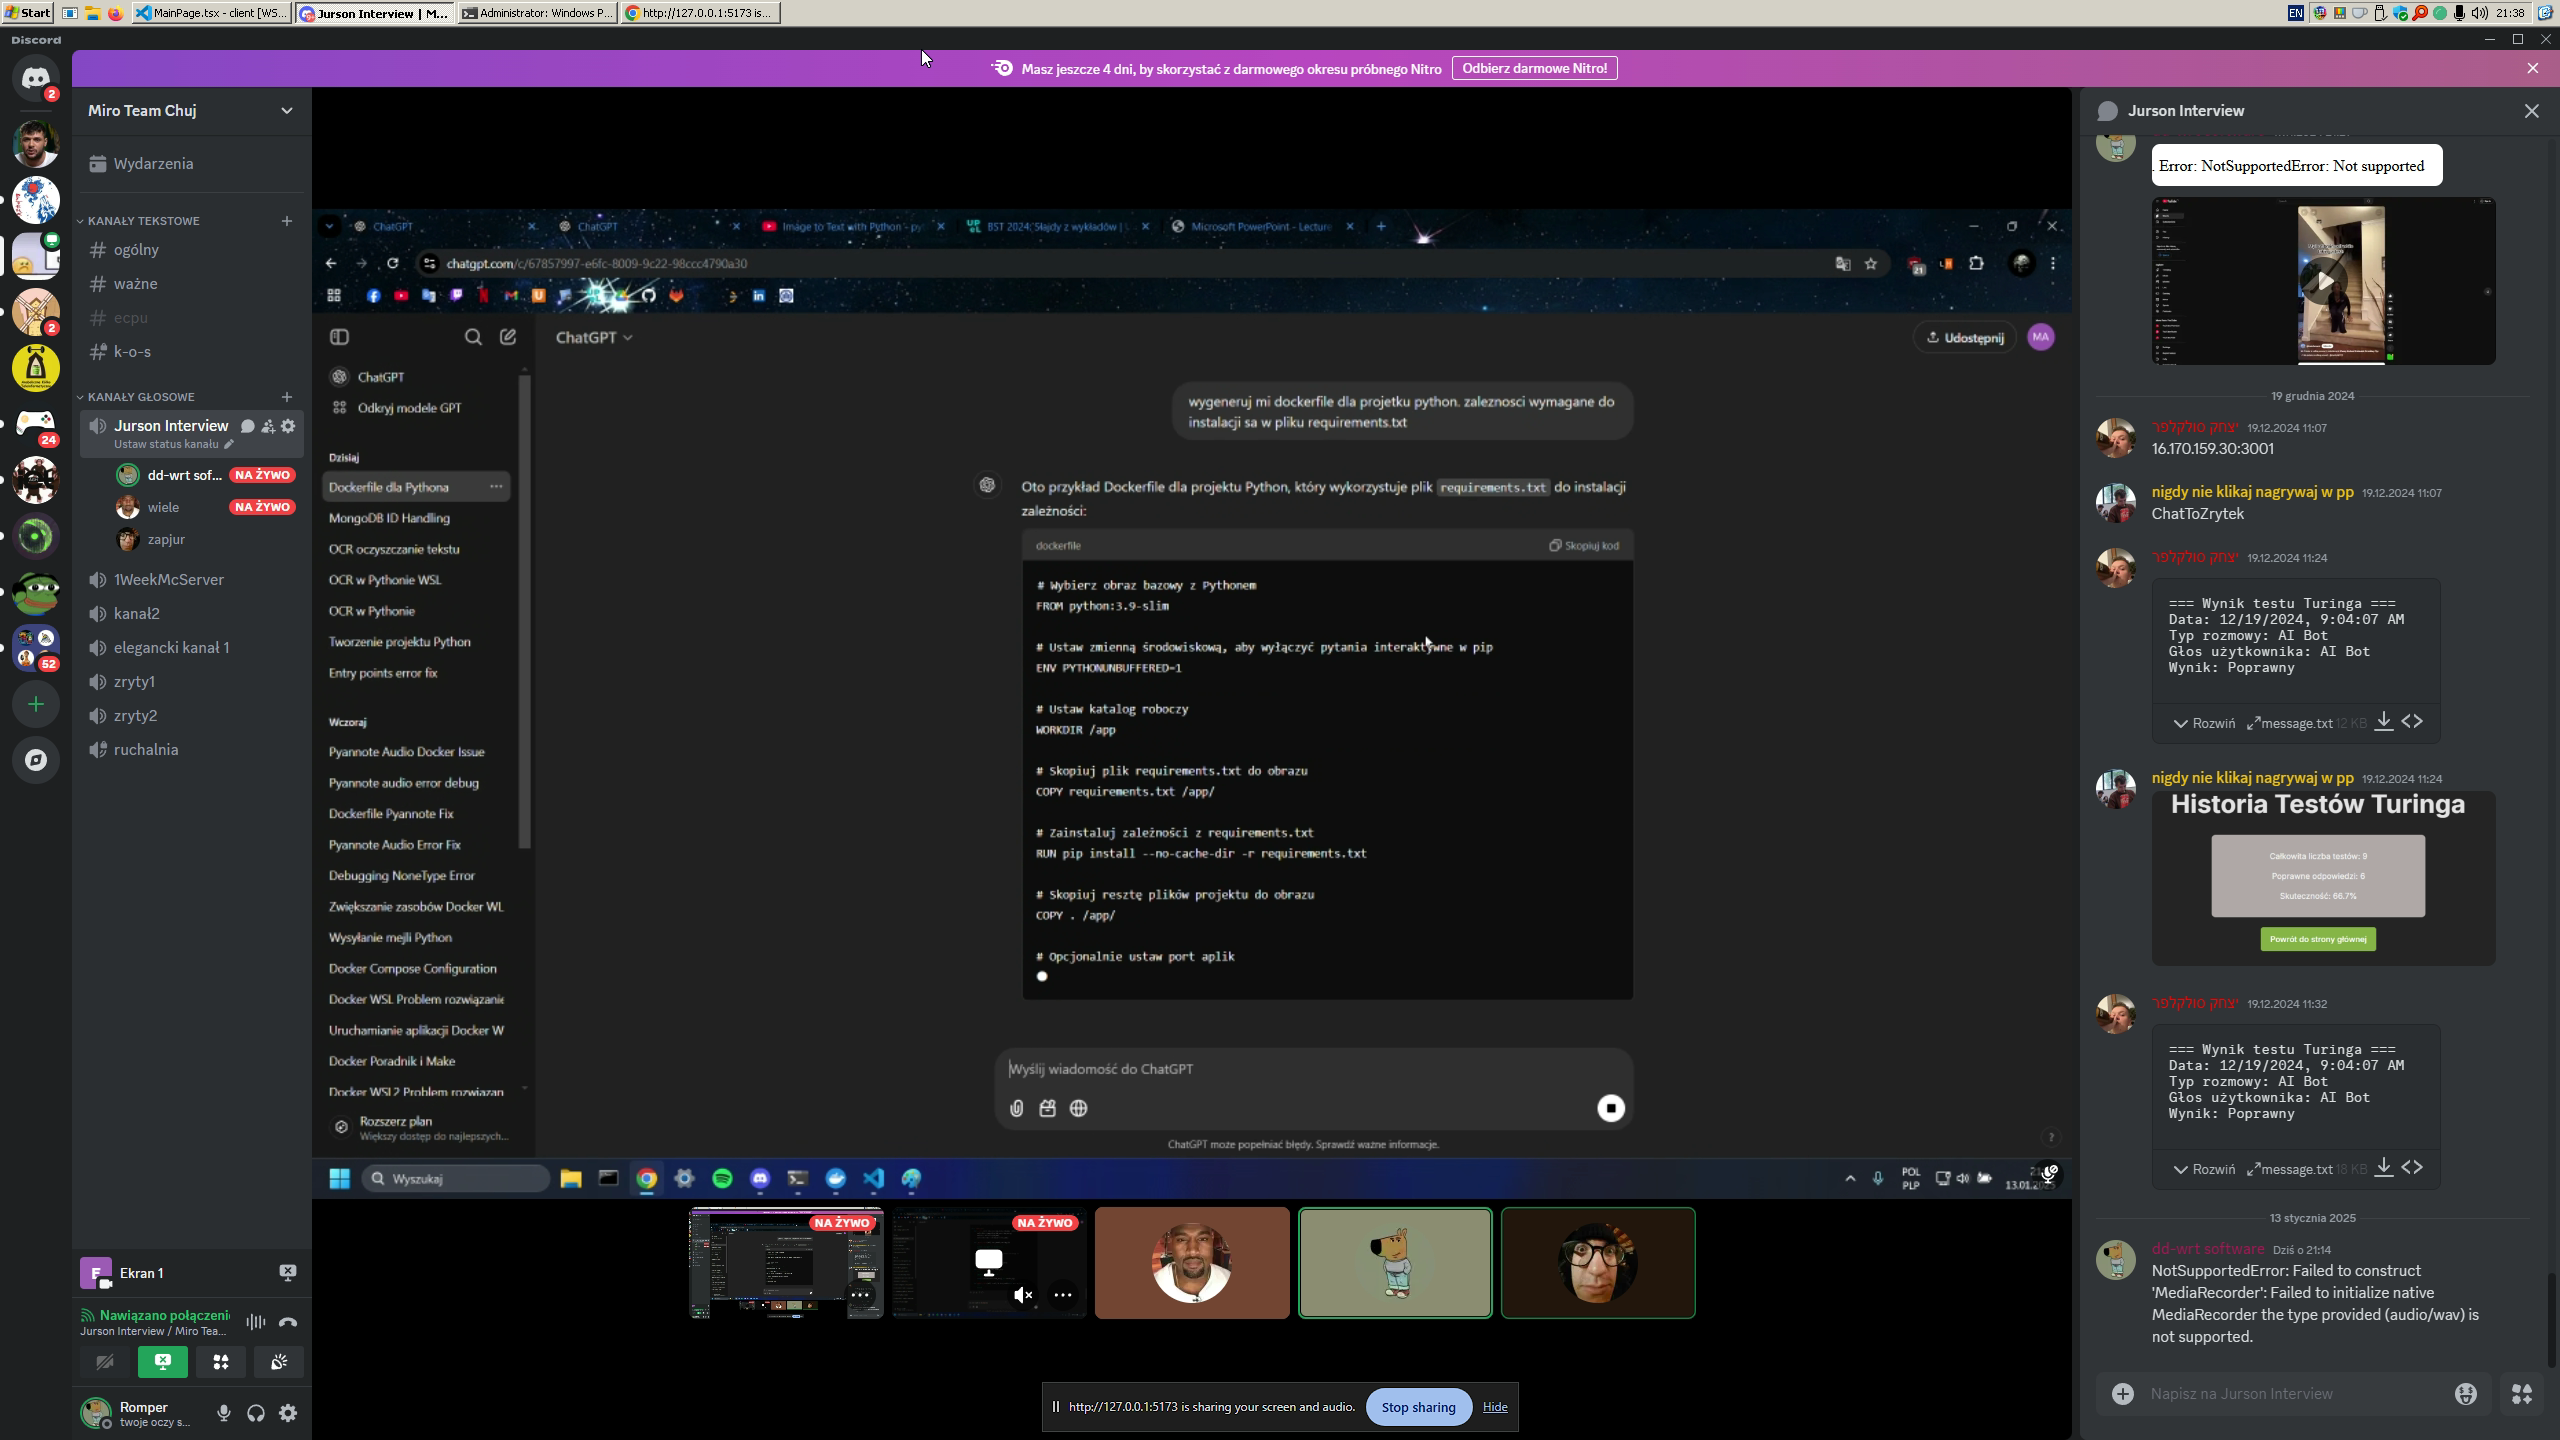 Start
MainPage.tsx - client [WS...
Jurson Interview | M...
Administrator: Windows P...
http://127.0.0.1:5173 is...
EN
21:38
Discord
Masz jeszcze 4 dni, by skorzystać z darmowego okresu próbnego Nitro
Odbierz darmowe Nitro!
2
2
24
52
Miro Team Chuj
Wydarzenia
KANAŁY TEKSTOWE
ogólny
ważne
ecpu
k-o-s
KANAŁY GŁOSOWE
Jurson Interview
Ustaw status kanału
dd-wrt sof... NA ŻYWO
wiele NA ŻYWO
zapjur
1WeekMcServer
kanał2
elegancki kanał 1
zryty1
zryty2
ruchalnia
E
Ekran 1
Nawiązano połączeni
Jurson Interview / Miro Tea...
Romper
twoje oczy s...
ChatGPT
ChatGPT
Image to Text with Python - py
BST 2024: Slajdy z wykładów |
Microsoft PowerPoint - Lecture
chatgpt.com/c/67857997-e6fc-8009-9c22-98ccc4790a30
21
ChatGPT
Udostępnij
MA
ChatGPT
Odkryj modele GPT
Dzisiaj
Dockerfile dla Pythona
MongoDB ID Handling
OCR oczyszczanie tekstu
OCR w Pythonie WSL
OCR w Pythonie
Tworzenie projektu Python
Entry points error fix
Wczoraj
Pyannote Audio Docker Issue
Pyannote audio error debug
Dockerfile Pyannote Fix
Pyannote Audio Error Fix
Debugging NoneType Error
Zwiększanie zasobów Docker WL
Wysyłanie mejli Python
Docker Compose Configuration
Docker WSL Problem rozwiązanie
Uruchamianie aplikacji Docker W
Docker Poradnik i Make
Docker WSL2 Problem rozwiazan
Rozszerz plan
Większy dostęp do najlepszych...
wygeneruj mi dockerfile dla projetku python. zaleznosci wymagane do
instalacji sa w pliku requirements.txt
Oto przykład Dockerfile dla projektu Python, który wykorzystuje plik requirements.txt do instalacji
zależności:
dockerfile
Skopiuj kod
# Wybierz obraz bazowy z Pythonem
FROM python:3.9-slim
# Ustaw zmienną środowiskową, aby wyłączyć pytania interaktywne w pip
ENV PYTHONUNBUFFERED=1
# Ustaw katalog roboczy
WORKDIR /app
# Skopiuj plik requirements.txt do obrazu
COPY requirements.txt /app/
# Zainstaluj zależności z requirements.txt
RUN pip install --no-cache-dir -r requirements.txt
# Skopiuj resztę plików projektu do obrazu
COPY . /app/
# Opcjonalnie ustaw port aplik
Wyślij wiadomość do ChatGPT
ChatGPT może popełniać błędy. Sprawdź ważne informacje.
?
Wyszukaj
POL
PLP
NA ŻYWO
NA ŻYWO
http://127.0.0.1:5173 is sharing your screen and audio.
Stop sharing
Hide
Jurson Interview
. Error: NotSupportedError: Not supported
19 grudnia 2024
יצחק סולקלפר 19.12.2024 11:07
16.170.159.30:3001
nigdy nie klikaj nagrywaj w pp 19.12.2024 11:07
ChatToZrytek
יצחק סולקלפר 19.12.2024 11:24
=== Wynik testu Turinga ===
Data: 12/19/2024, 9:04:07 AM
Typ rozmowy: AI Bot
Głos użytkownika: AI Bot
Wynik: Poprawny
Rozwiń message.txt 12 KB
nigdy nie klikaj nagrywaj w pp 19.12.2024 11:24
Historia Testów Turinga
Całkowita liczba testów: 9
Poprawne odpowiedzi: 6
Skuteczność: 66.7%
Powrót do strony głównej
יצחק סולקלפר 19.12.2024 11:32
=== Wynik testu Turinga ===
Data: 12/19/2024, 9:04:07 AM
Typ rozmowy: AI Bot
Głos użytkownika: AI Bot
Wynik: Poprawny
Rozwiń message.txt 18 KB
13 stycznia 2025
dd-wrt software Dziś o 21:14
NotSupportedError: Failed to construct
'MediaRecorder': Failed to initialize native
MediaRecorder the type provided (audio/wav) is
not supported.
Napisz na Jurson Interview